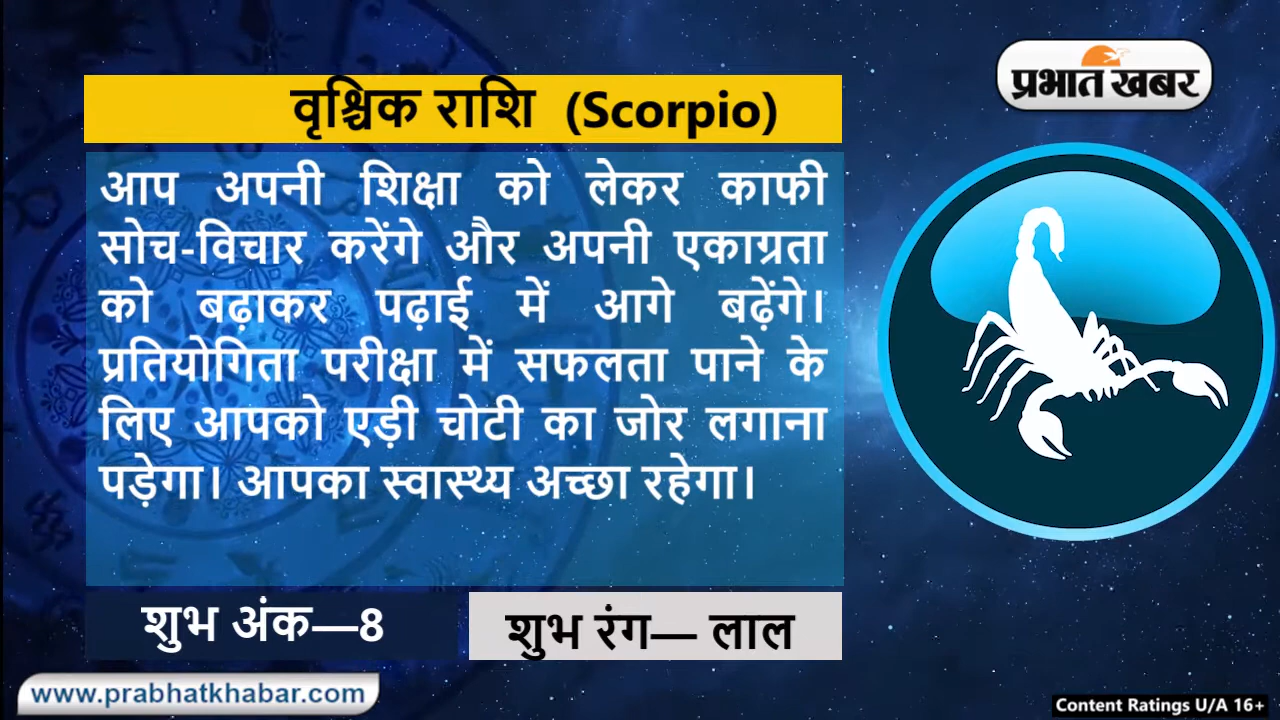 प्रभात खबर
वृश्चिक राशि (Scorpio)
आप अपनी शिक्षा को लेकर काफी
सोच-विचार करेंगे और अपनी एकाग्रता
को बढ़ाकर पढ़ाई में आगे बढ़ेंगे।
प्रतियोगिता परीक्षा में सफलता पाने के
लिए आपको एड़ी चोटी का जोर लगाना
पड़ेगा। आपका स्वास्थ्य अच्छा रहेगा।
शुभ अंक—8
शुभ रंग— लाल
www.prabhatkhabar.com
Content Ratings U/A 16+